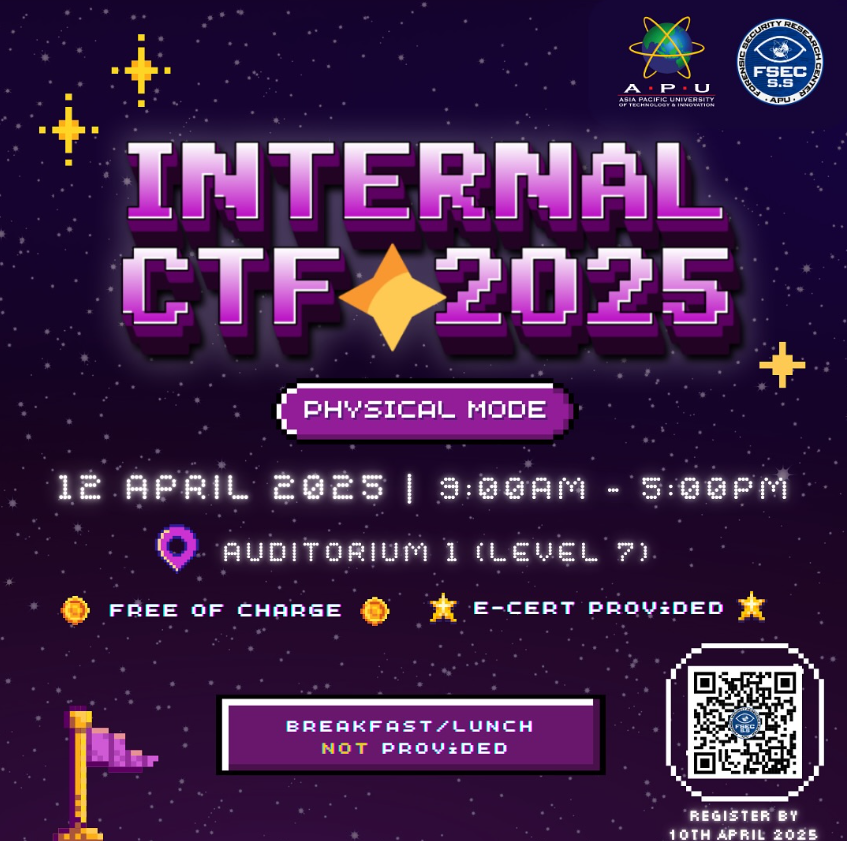 A·P·U
ASIA PACIFIC UNIVERSITY
OF TECHNOLOGY & INNOVATION
FORENSIC SECURITY RESEARCH CENTER
FSEC
S.S
· APU ·
INTERNAL
CTF 2025
PHYSICAL MODE
12 APRIL 2025 | 9:00AM - 5:00PM
AUDITORIUM 1 (LEVEL 7)
FREE OF CHARGE
E-CERT PROViDED
BREAKFAST/LUNCH
NOT PROViDED
FSEC
S.S
REGISTER BY
10TH APRIL 2025